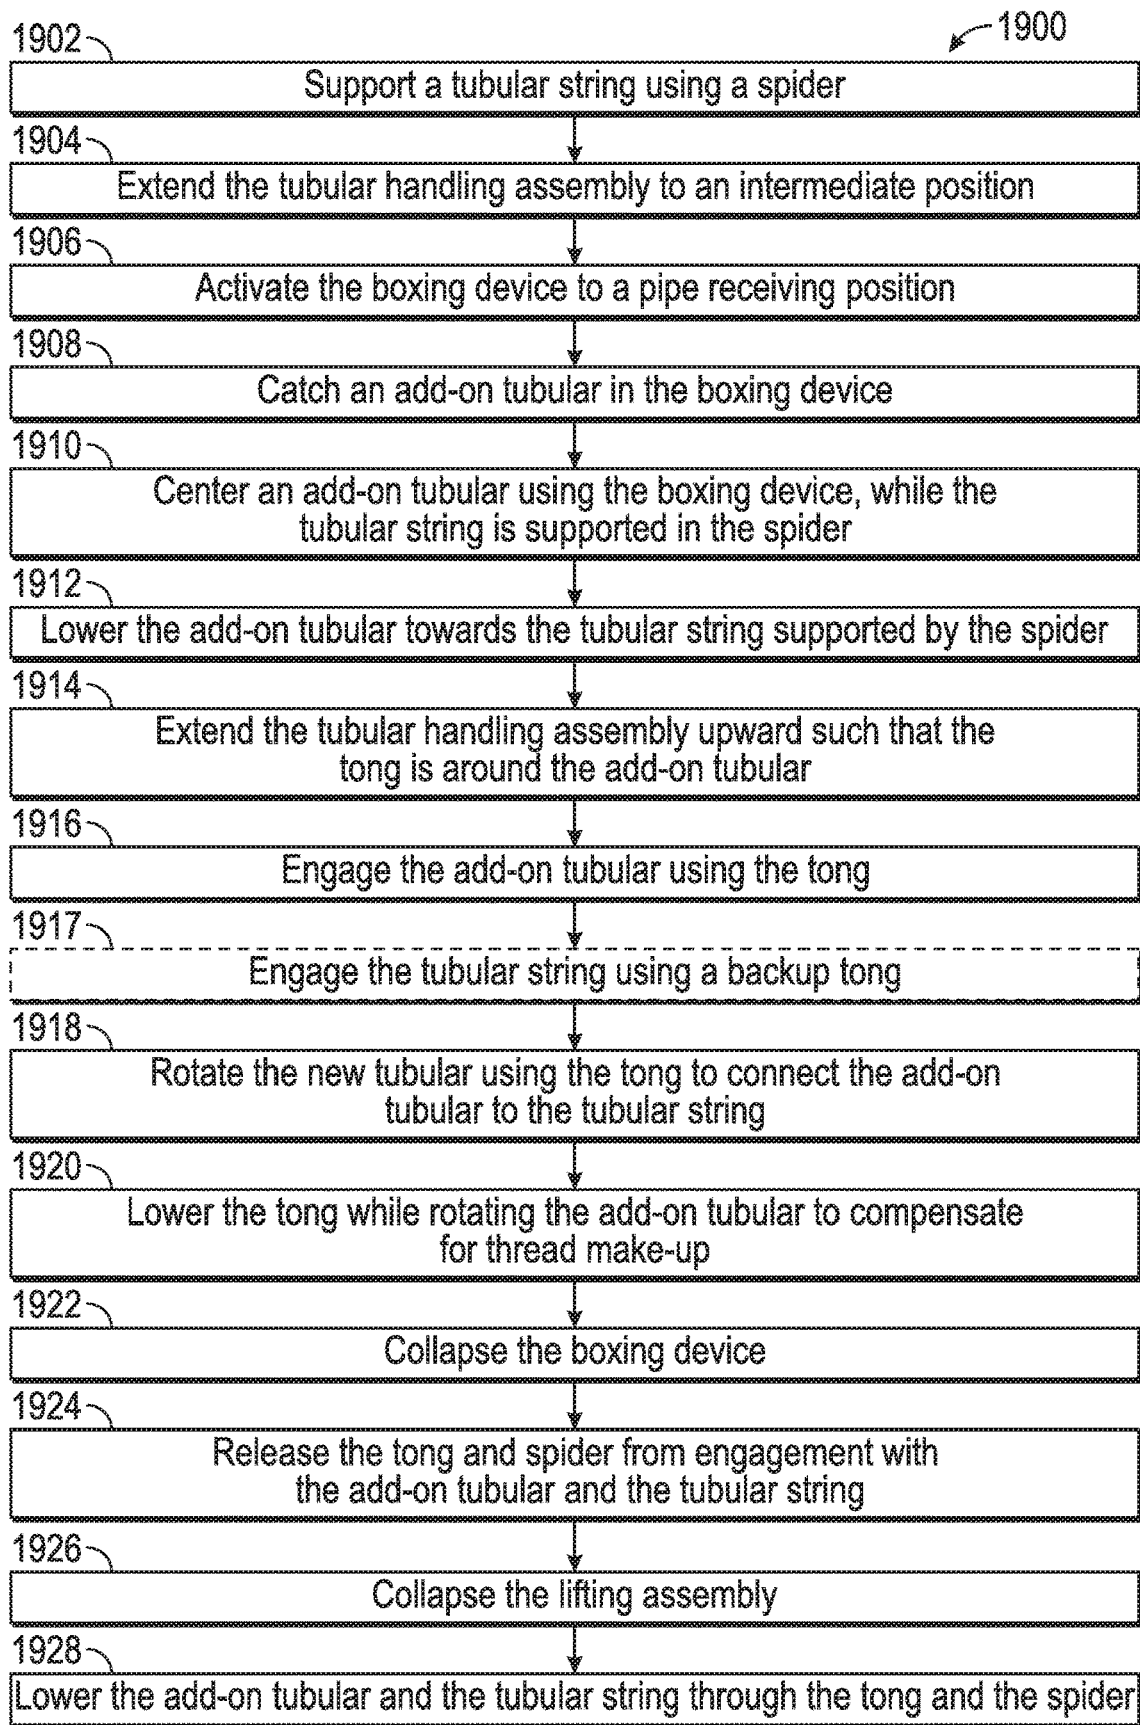 1900
1902
Support a tubular string using a spider
1904
Extend the tubular handling assembly to an intermediate position
1906
Activate the boxing device to a pipe receiving position
1908
Catch an add-on tubular in the boxing device
1910
Center an add-on tubular using the boxing device, while the
tubular string is supported in the spider
1912
Lower the add-on tubular towards the tubular string supported by the spider
1914
Extend the tubular handling assembly upward such that the
tong is around the add-on tubular
1916
Engage the add-on tubular using the tong
1917
Engage the tubular string using a backup tong
1918
Rotate the new tubular using the tong to connect the add-on
tubular to the tubular string
1920
Lower the tong while rotating the add-on tubular to compensate
for thread make-up
1922
Collapse the boxing device
1924
Release the tong and spider from engagement with
the add-on tubular and the tubular string
1926
Collapse the lifting assembly
1928
Lower the add-on tubular and the tubular string through the tong and the spider